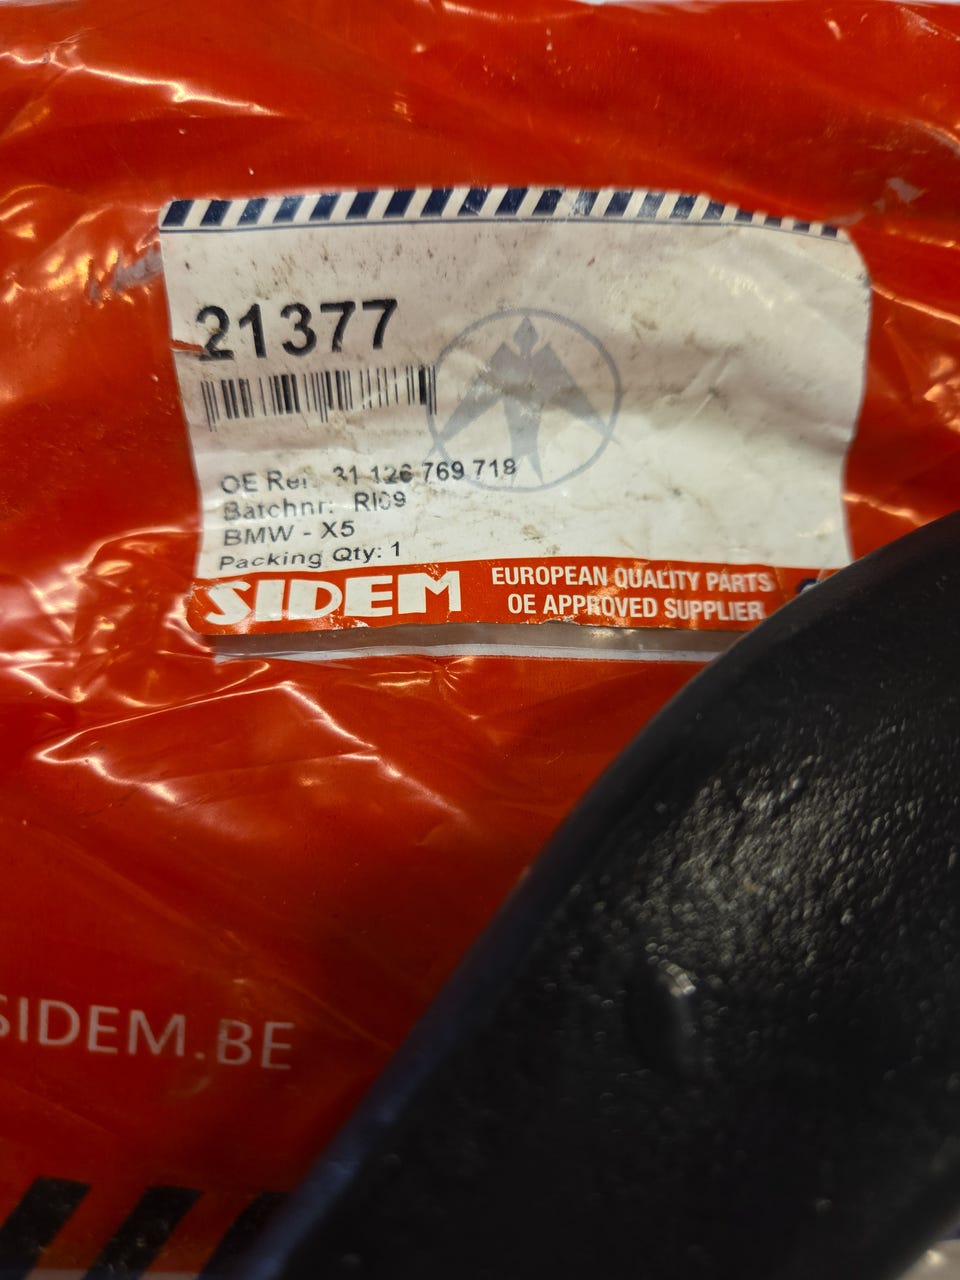 21377
OE Ref. 31 126 769 718
Batchnr: RI09
BMW - X5
Packing Qty: 1
SIDEM
EUROPEAN QUALITY PARTS
OE APPROVED SUPPLIER
SIDEM.BE